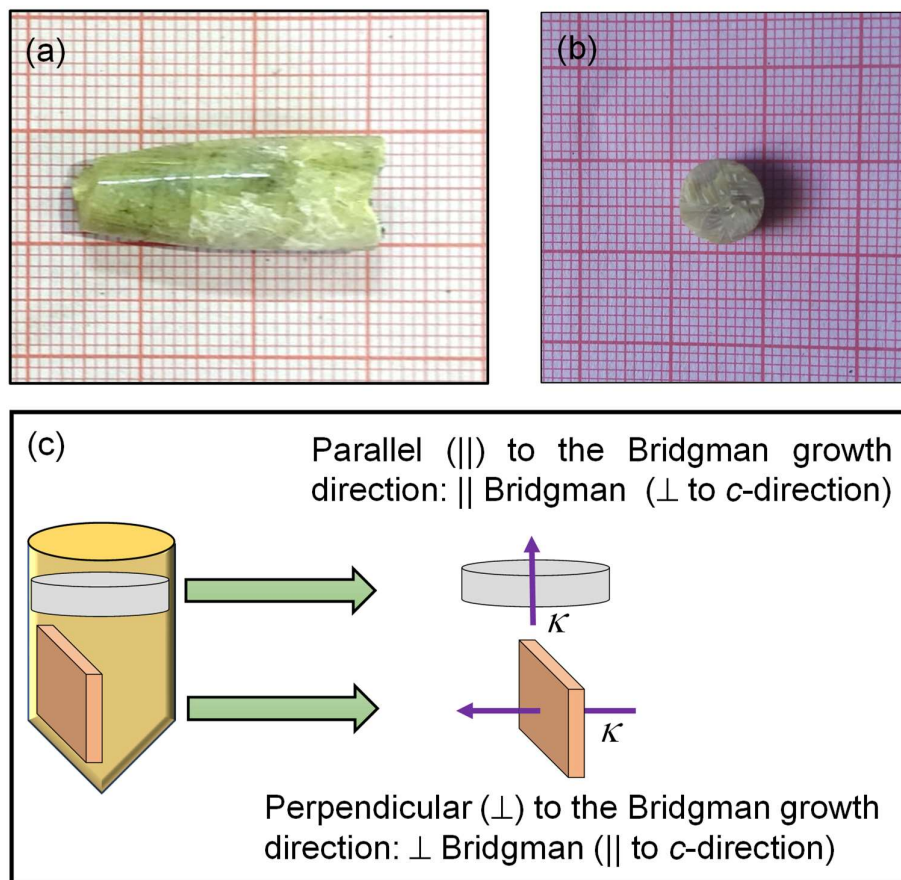 (a)
(b)
(c)
Parallel (||) to the Bridgman growth
direction: || Bridgman (⊥ to c-direction)
κ
κ
Perpendicular (⊥) to the Bridgman growth
direction: ⊥ Bridgman (|| to c-direction)